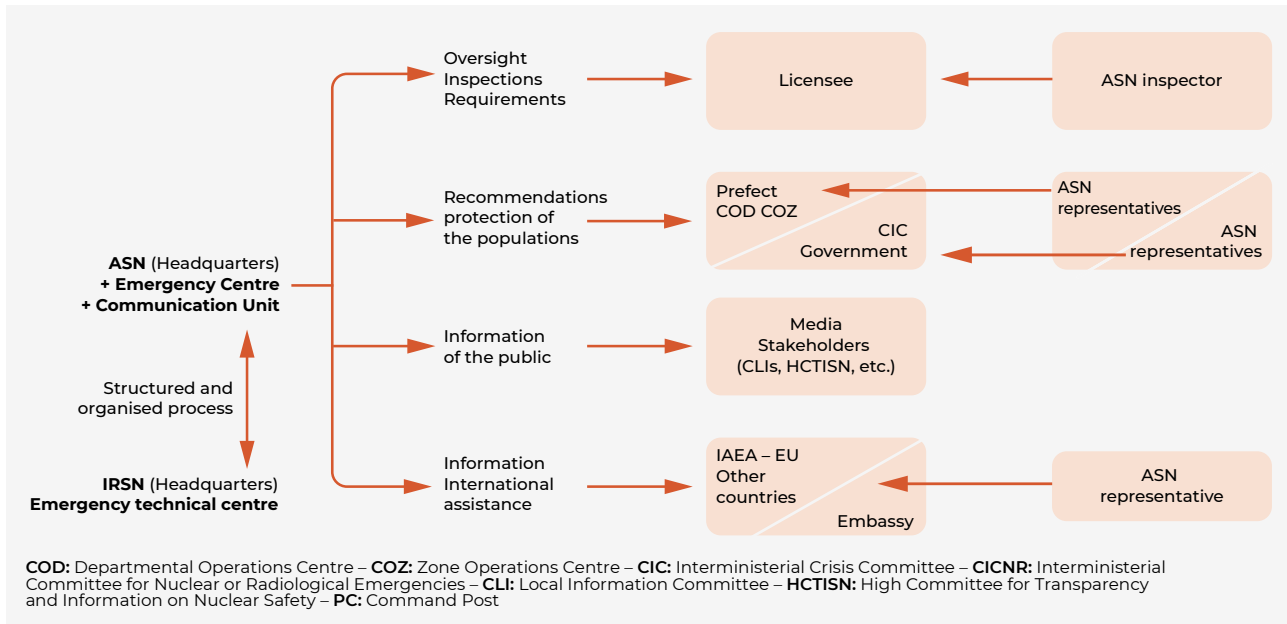 Oversight
Inspections
Requirements
Licensee
ASN inspector
Recommendations
protection of
the populations
Prefect
COD COZ
CIC
Government
ASN
representatives
ASN
representatives
ASN (Headquarters)
+ Emergency Centre
+ Communication Unit
Information
of the public
Media
Stakeholders
(CLIs, HCTISN, etc.)
Structured and
organised process
IRSN (Headquarters)
Emergency technical centre
Information
International
assistance
IAEA – EU
Other
countries
Embassy
ASN
representative
COD: Departmental Operations Centre – COZ: Zone Operations Centre – CIC: Interministerial Crisis Committee – CICNR: Interministerial
Committee for Nuclear or Radiological Emergencies – CLI: Local Information Committee – HCTISN: High Committee for Transparency
and Information on Nuclear Safety – PC: Command Post